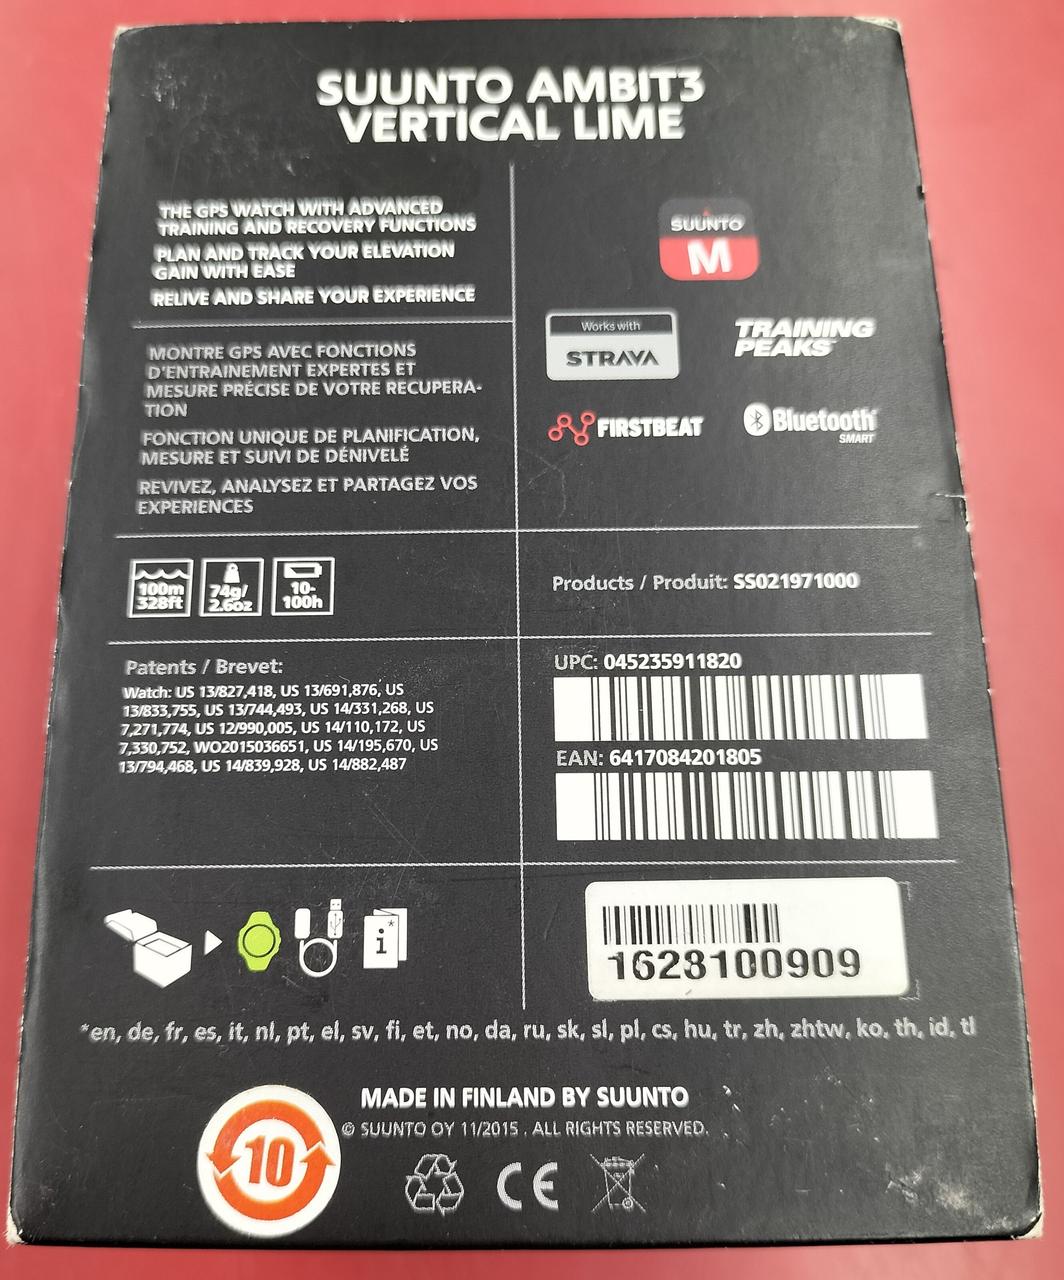 SUUNTO AMBIT3
VERTICAL LIME
THE GPS WATCH WITH ADVANCED
TRAINING AND RECOVERY FUNCTIONS
PLAN AND TRACK YOUR ELEVATION
GAIN WITH EASE
RELIVE AND SHARE YOUR EXPERIENCE
MONTRE GPS AVEC FONCTIONS
D'ENTRAINEMENT EXPERTES ET
MESURE PRÉCISE DE VOTRE RECUPERA-
TION
FONCTION UNIQUE DE PLANIFICATION,
MESURE ET SUIVI DE DÉNIVELÉ
REVIVEZ, ANALYSEZ ET PARTAGEZ VOS
EXPERIENCES
SUUNTO
M
Works with
STRAVA
TRAINING
PEAKS
FIRSTBEAT
Bluetooth
SMART
100m
328ft
74g/
2.6oz
10-
100h
Products / Produit: SS021971000
Patents / Brevet:
Watch: US 13/827,418, US 13/691,876, US
13/833,755, US 13/744,493, US 14/331,268, US
7,271,774, US 12/990,005, US 14/110,172, US
7,330,752, WO2015036651, US 14/195,670, US
13/794,468, US 14/839,928, US 14/882,487
UPC: 045235911820
EAN: 6417084201805
i*
1623100909
*en, de, fr, es, it, nl, pt, el, sv, fi, et, no, da, ru, sk, sl, pl, cs, hu, tr, zh, zhtw, ko, th, id, tl
MADE IN FINLAND BY SUUNTO
© SUUNTO OY 11/2015 . ALL RIGHTS RESERVED.
10
CE